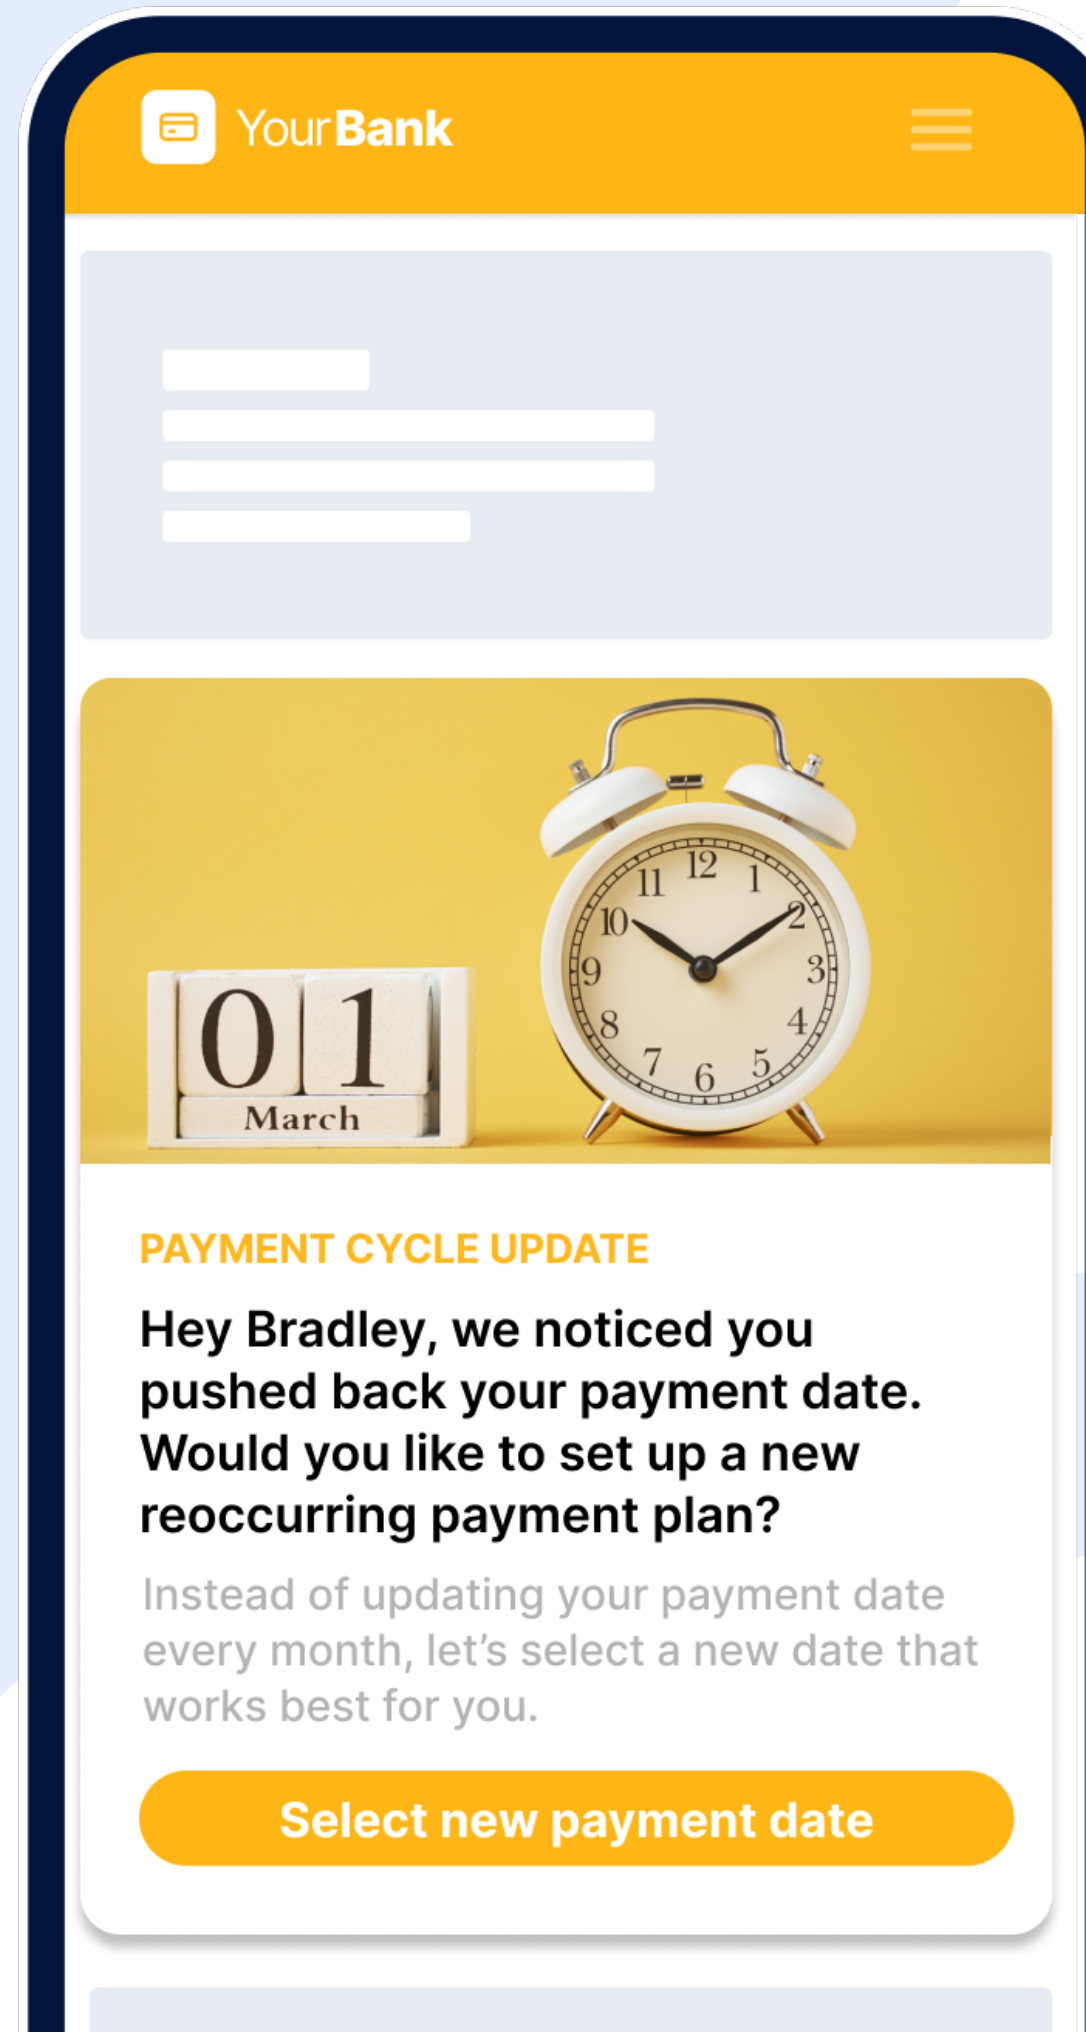 YourBank
12
11
1
10
2
9
3
8
4
7
5
6
01
March
PAYMENT CYCLE UPDATE
Hey Bradley, we noticed you
pushed back your payment date.
Would you like to set up a new
reoccurring payment plan?
Instead of updating your payment date
every month, let’s select a new date that
works best for you.
Select new payment date